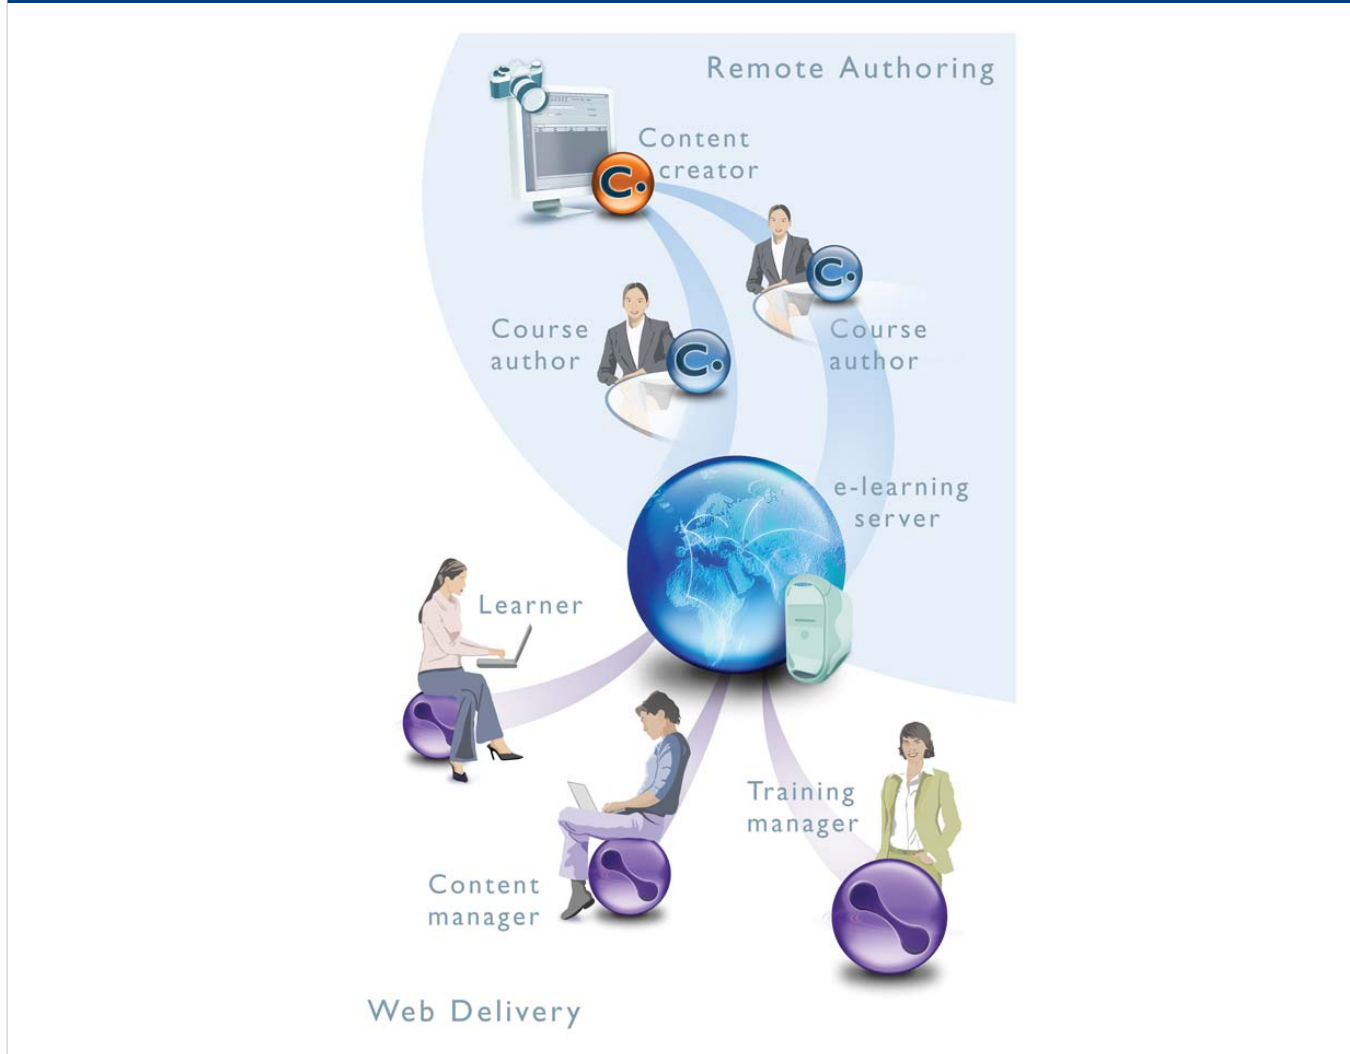 Remote Authoring
Content
creator
C.
C.
Course
author
C.
Course
author
e-learning
server
Learner
Training
manager
Content
manager
Web Delivery